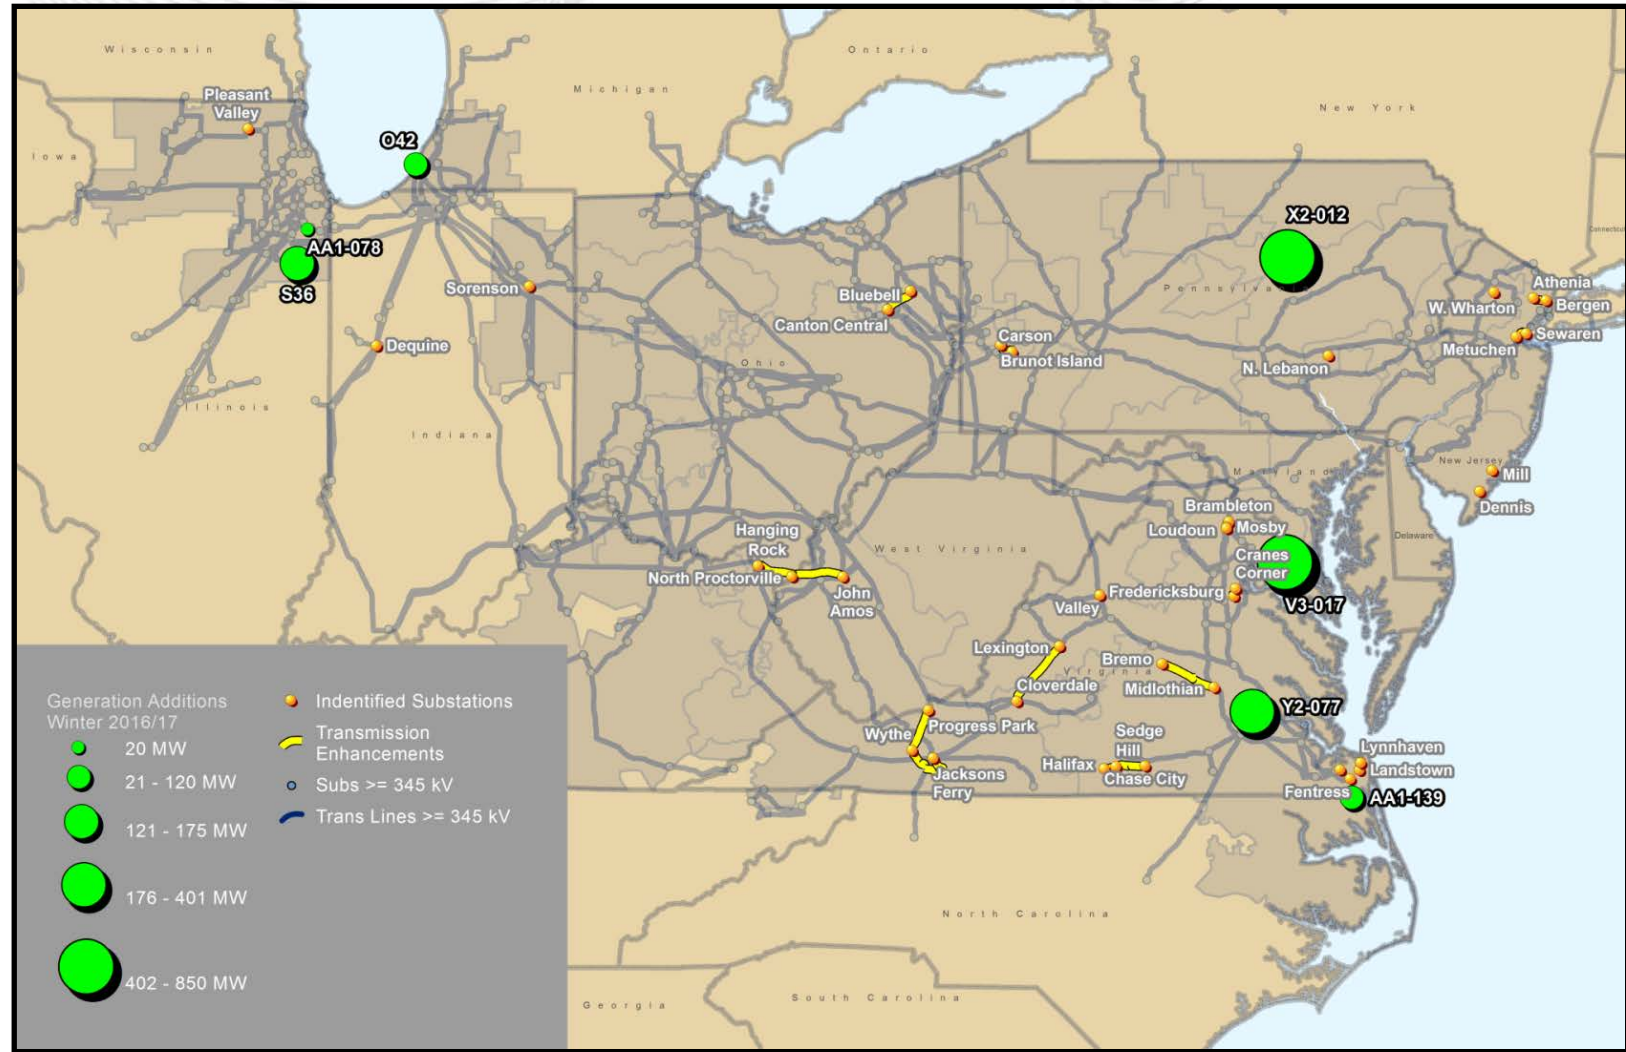 Wisconsin
Ontario
Michigan
New York
Iowa
Pleasant
Valley
O42
X2-012
Connecticut
AA1-078
S36
Sorenson
Bluebell
Canton Central
Pennsylvania
Athenia
W. Wharton
Bergen
Carson
Brunot Island
Sewaren
Metuchen
N. Lebanon
Dequine
Ohio
Illinois
Indiana
New Jersey
Maryland
Mill
Dennis
Brambleton
Loudoun
Mosby
Delaware
Hanging
Rock
West Virginia
Cranes
Corner
North Proctorville
John
Amos
Valley
Fredericksburg
V3-017
Lexington
Bremo
Virginia
Cloverdale
Midlothian
Progress Park
Y2-077
Wythe
Sedge
Hill
Lynnhaven
Halifax
Chase City
Landstown
Jacksons
Ferry
Fentress
AA1-139
North Carolina
South Carolina
Georgia
Generation Additions
Winter 2016/17
20 MW
21 - 120 MW
121 - 175 MW
176 - 401 MW
402 - 850 MW
Indentified Substations
Transmission
Enhancements
Subs >= 345 kV
Trans Lines >= 345 kV